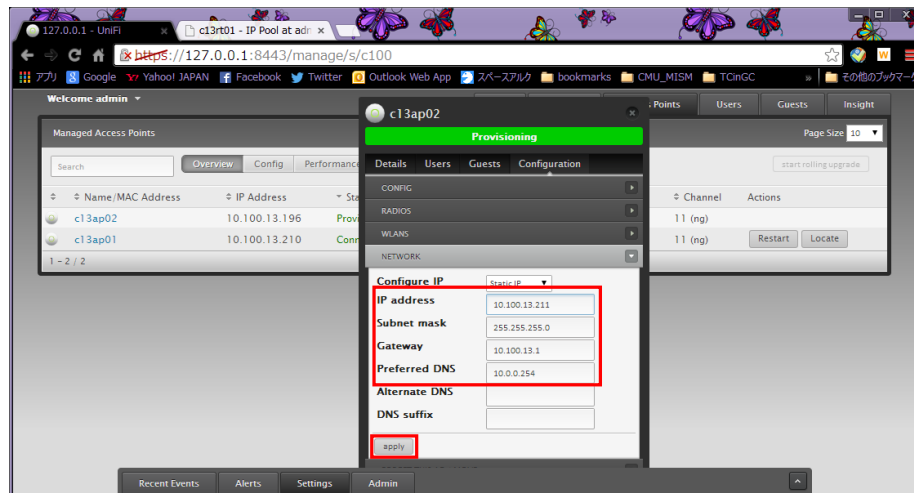 127.0.0.1 - UniFi
c13rt01 - IP Pool at adm
https://127.0.0.1:8443/manage/s/c100
アプリ Google Yahoo! JAPAN Facebook Twitter Outlook Web App スペースアルク bookmarks CMU_MISM TCinGC » その他のブックマーク
Welcome admin
Points Users Guests Insight
Managed Access Points
Page Size 10
Search Overview Config Performance
start rolling upgrade
Name/MAC Address IP Address Sta Channel Actions
c13ap02 10.100.13.196 Provi 11 (ng)
c13ap01 10.100.13.210 Conn 11 (ng) Restart Locate
1 - 2 / 2
c13ap02
Provisioning
Details Users Guests Configuration
CONFIG
RADIOS
WLANS
NETWORK
Configure IP Static IP
IP address 10.100.13.211
Subnet mask 255.255.255.0
Gateway 10.100.13.1
Preferred DNS 10.0.0.254
Alternate DNS
DNS suffix
apply
Recent Events Alerts Settings Admin